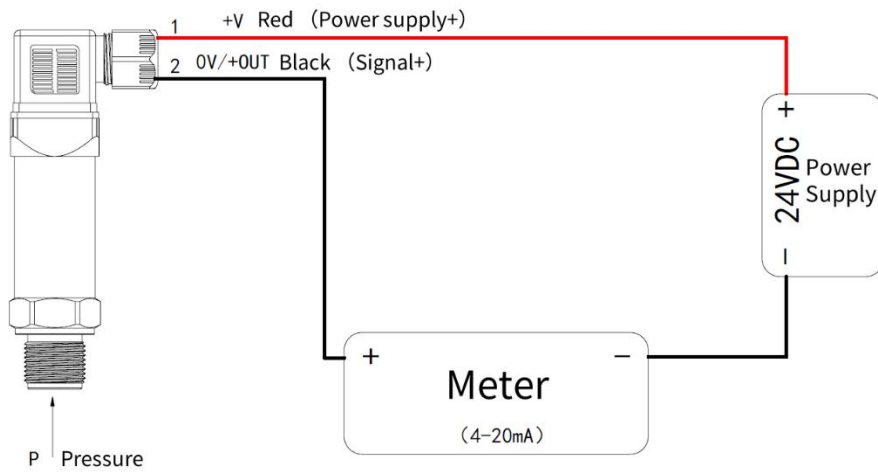 1 +V Red (Power supply+)
2 0V/+OUT Black (Signal+)
+
24VDC
Power
Supply
−
+
−
Meter
(4-20mA)
P Pressure